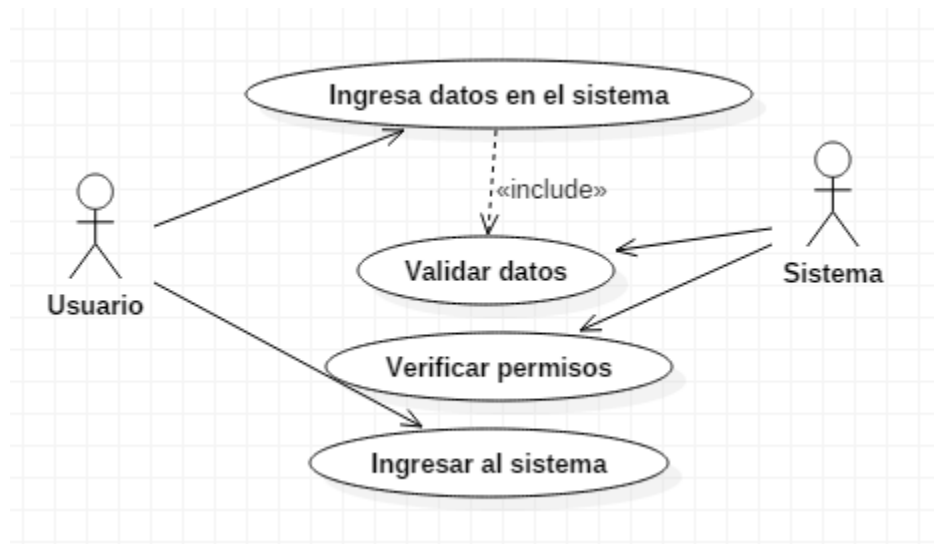 Ingresa datos en el sistema
«include»
Validar datos
Sistema
Usuario
Verificar permisos
Ingresar al sistema